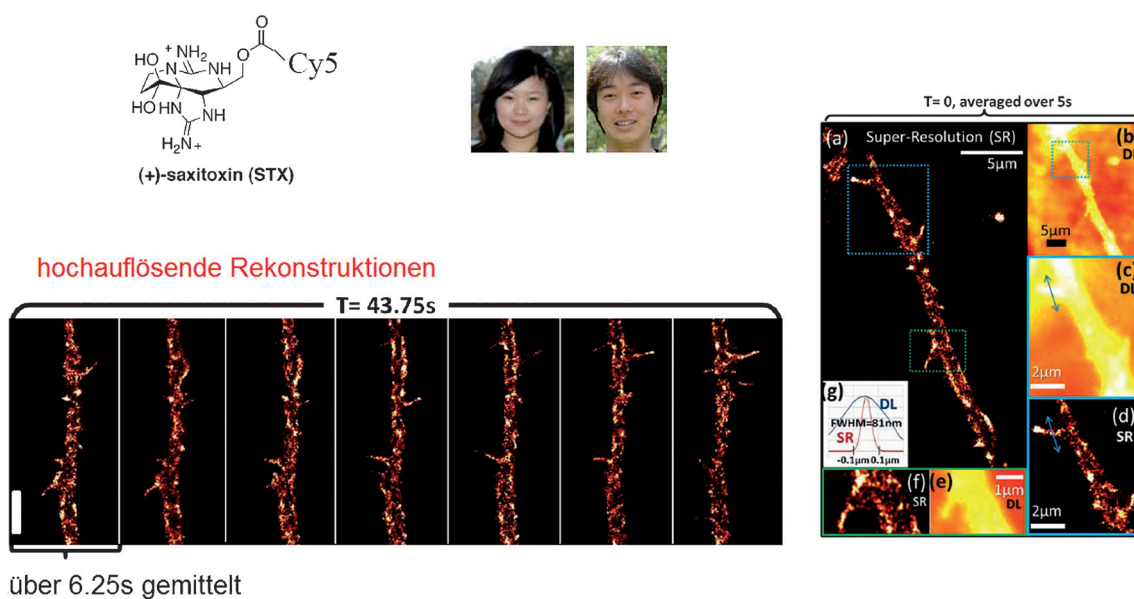 O
+ NH₂
HO
N
NH
O
Cy5
HO
HN
NH
H₂N+
(+)-saxitoxin (STX)
hochauflösende Rekonstruktionen
T= 43.75s
über 6.25s gemittelt
T= 0, averaged over 5s
(a) Super-Resolution (SR)
5µm
(b)
DL
5µm
(c)
DL
2µm
(d)
SR
2µm
(g)
DL
FWHM=81nm
SR
-0.1µm 0.1µm
(f)
SR
(e)
1µm
DL